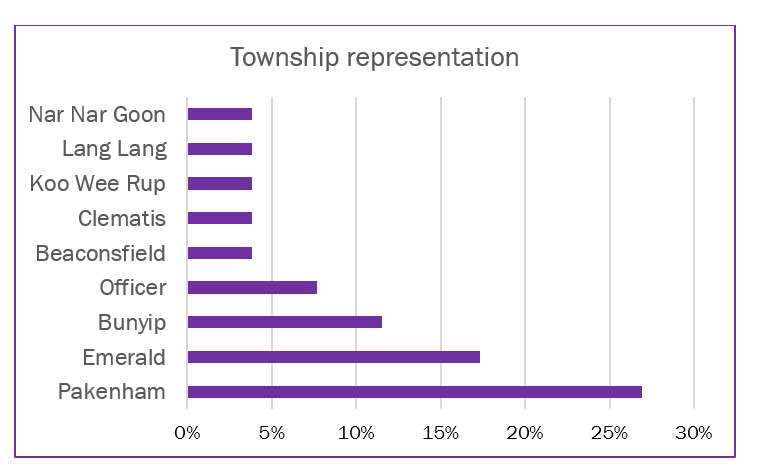 Township representation
Nar Nar Goon
Lang Lang
Koo Wee Rup
Clematis
Beaconsfield
Officer
Bunyip
Emerald
Pakenham
0% 5% 10% 15% 20% 25% 30%